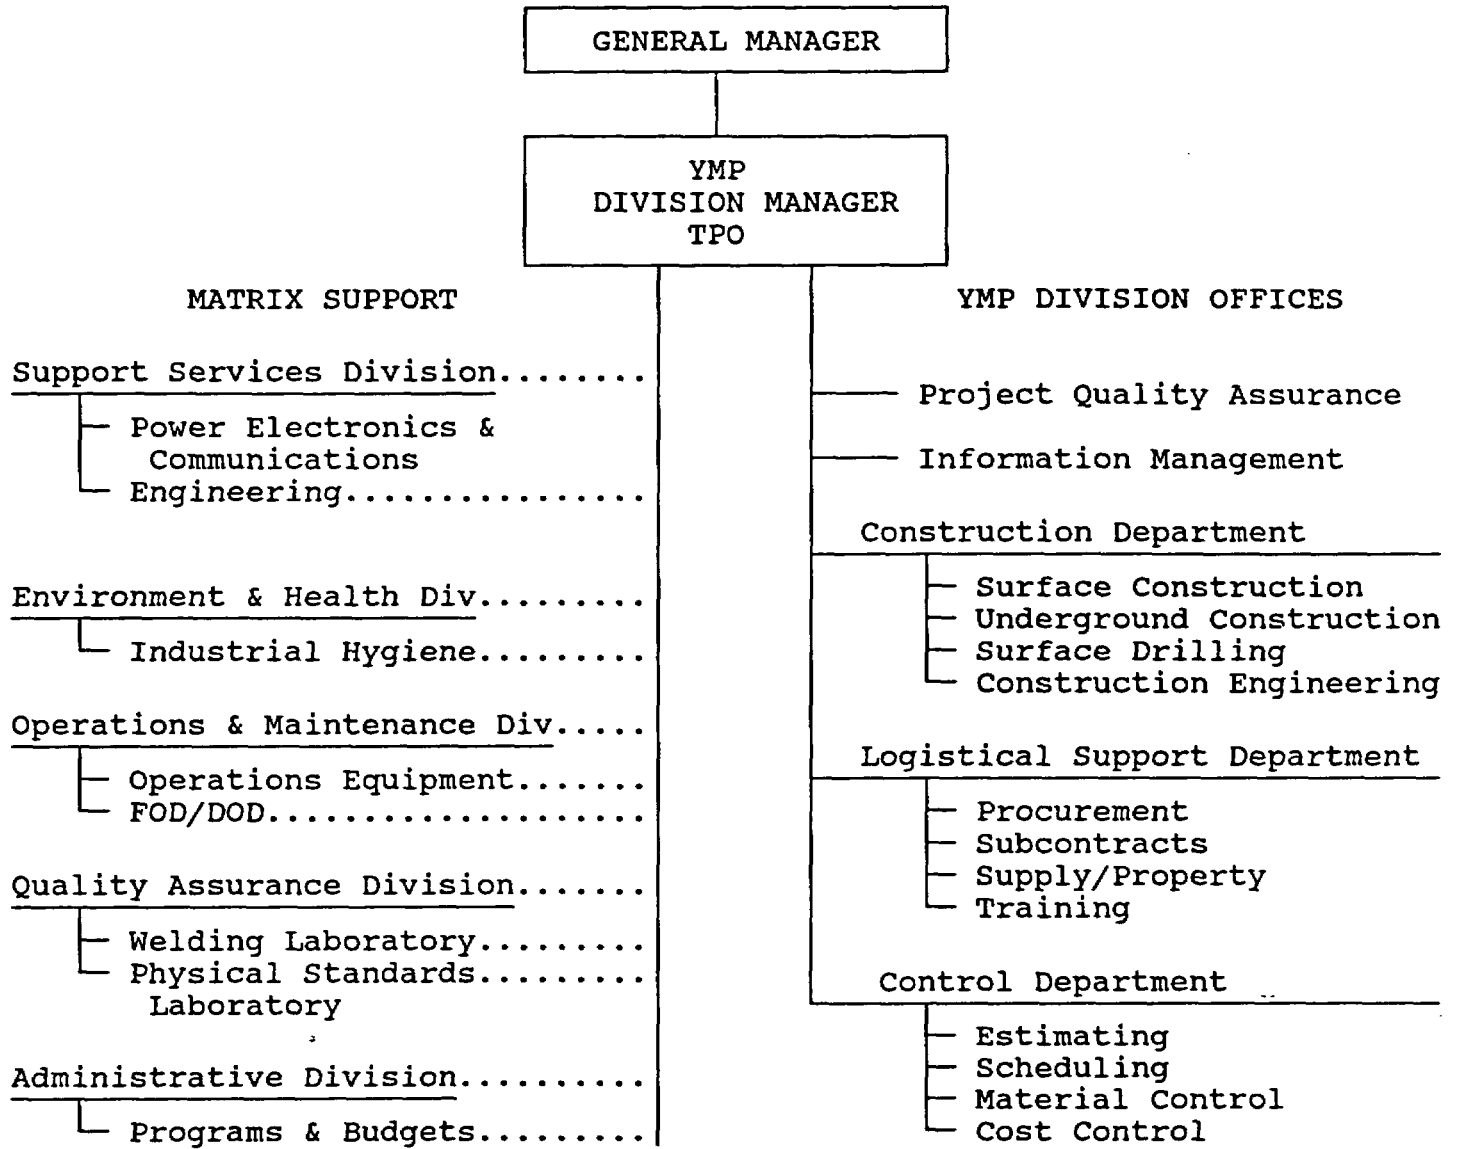 GENERAL MANAGER
YMP
DIVISION MANAGER
TPO
MATRIX SUPPORT
Support Services Division........
Power Electronics &
Communications
Engineering................
Environment & Health Div.........
Industrial Hygiene.........
Operations & Maintenance Div.....
Operations Equipment.......
FOD/DOD....................
Quality Assurance Division.......
Welding Laboratory.........
Physical Standards.........
Laboratory
Administrative Division..........
Programs & Budgets.........
YMP DIVISION OFFICES
Project Quality Assurance
Information Management
Construction Department
Surface Construction
Underground Construction
Surface Drilling
Construction Engineering
Logistical Support Department
Procurement
Subcontracts
Supply/Property
Training
Control Department
Estimating
Scheduling
Material Control
Cost Control